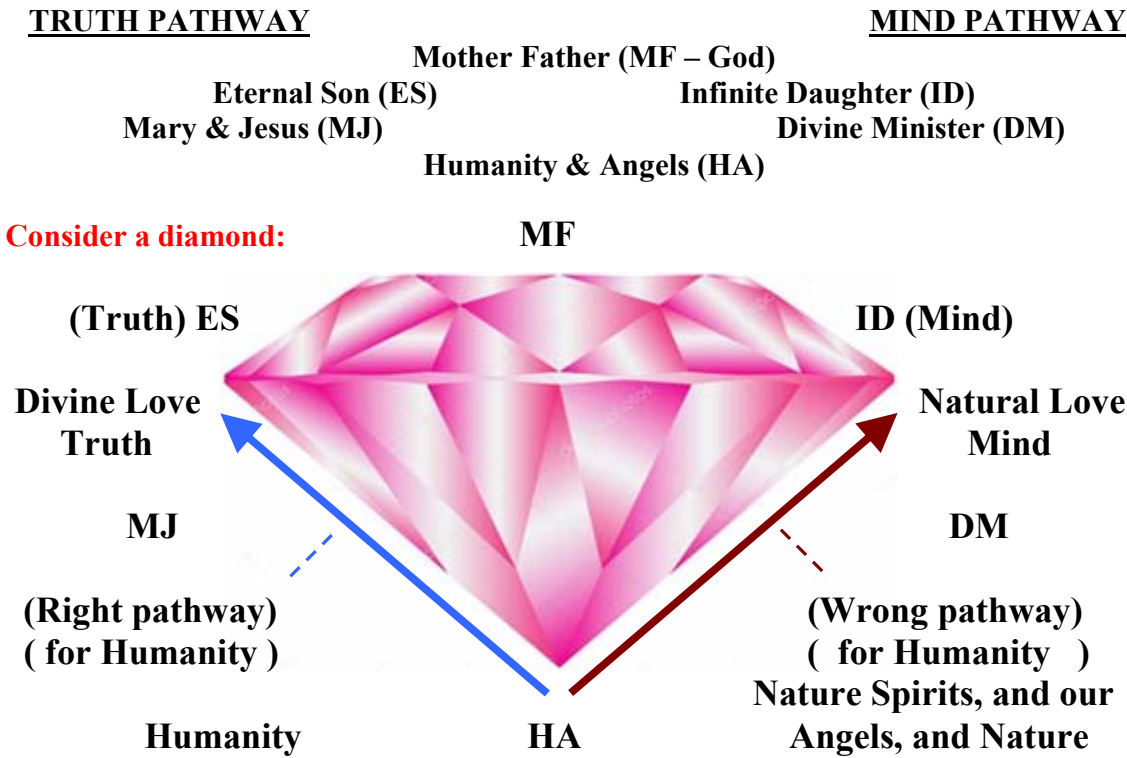 TRUTH PATHWAY MIND PATHWAY
Mother Father (MF – God)
Eternal Son (ES) Infinite Daughter (ID)
Mary & Jesus (MJ) Divine Minister (DM)
Humanity & Angels (HA)
Consider a diamond: MF
(Truth) ES ID (Mind)
Divine Love Natural Love
Truth Mind
MJ DM
(Right pathway) (Wrong pathway)
( for Humanity ) ( for Humanity )
Nature Spirits, and our
Humanity HA Angels, and Nature